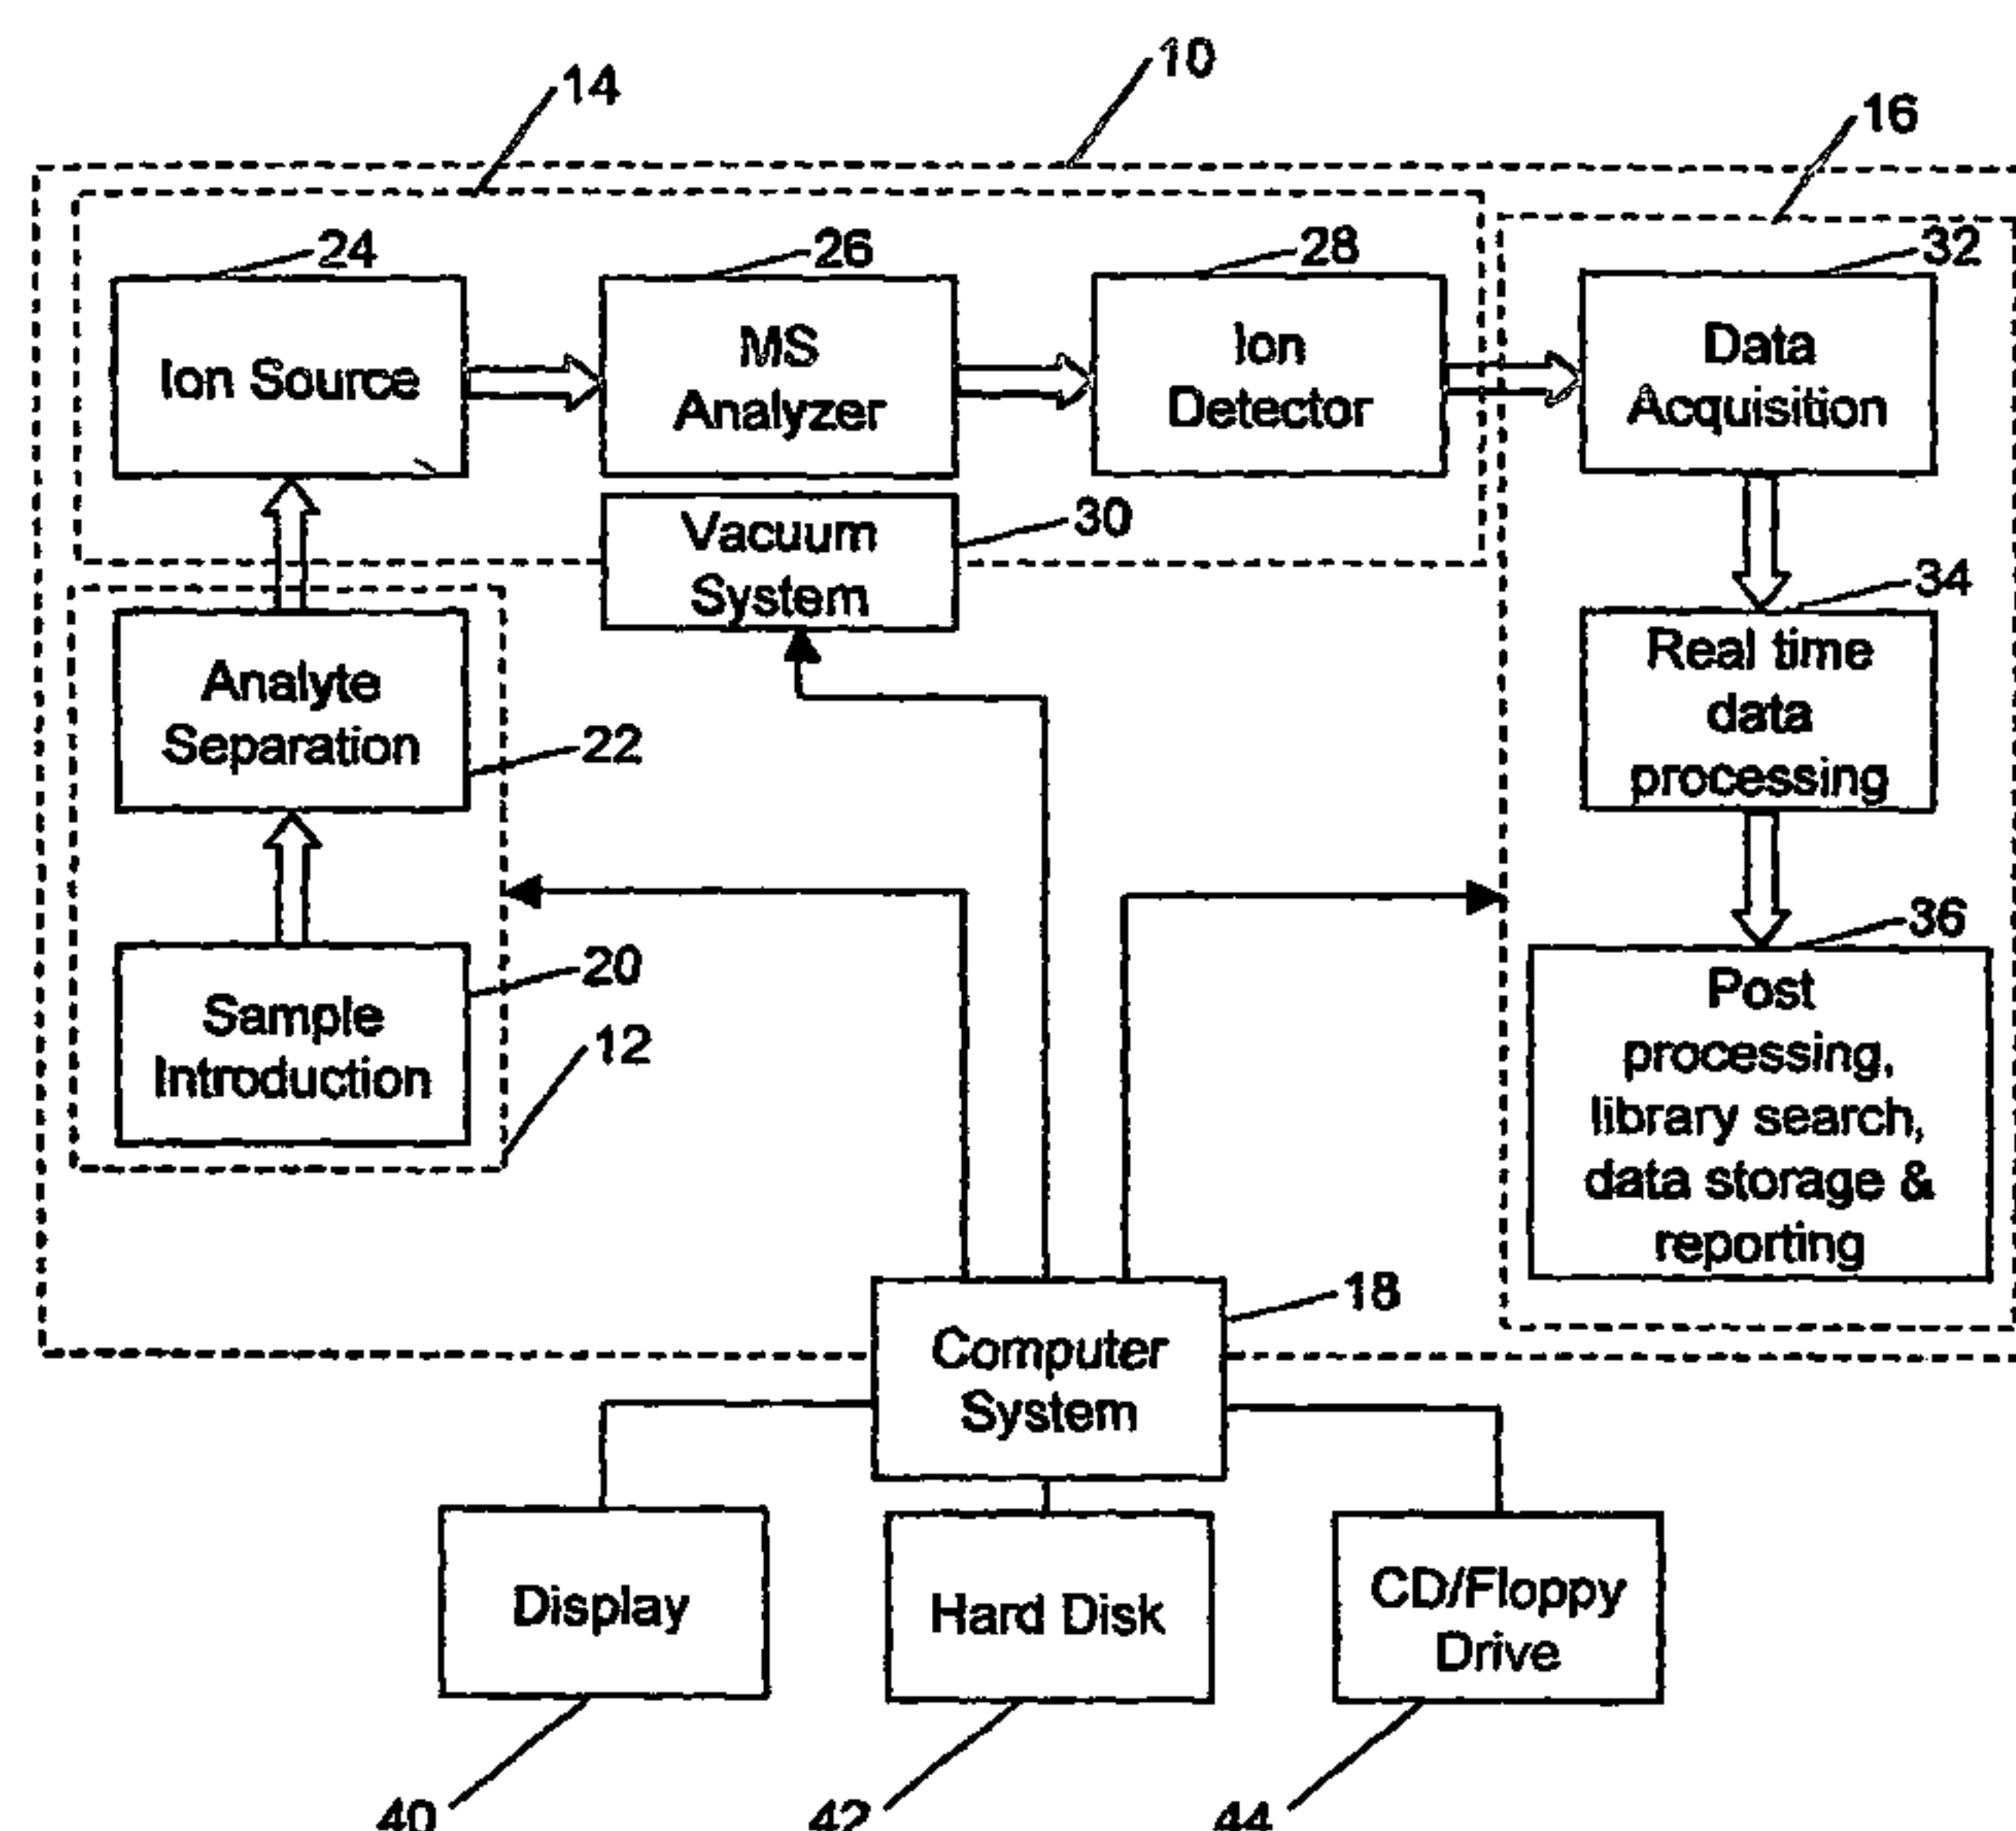 10
14
16
24
26
28
32
Ion Source
MS
Analyzer
Ion
Detector
Data
Acquisition
Vacuum
System
30
34
Analyte
Separation
22
Real time
data
processing
20
Sample
Introduction
12
36
Post
processing,
library search,
data storage &
reporting
18
Computer
System
Display
Hard Disk
CD/Floppy
Drive
40
42
44